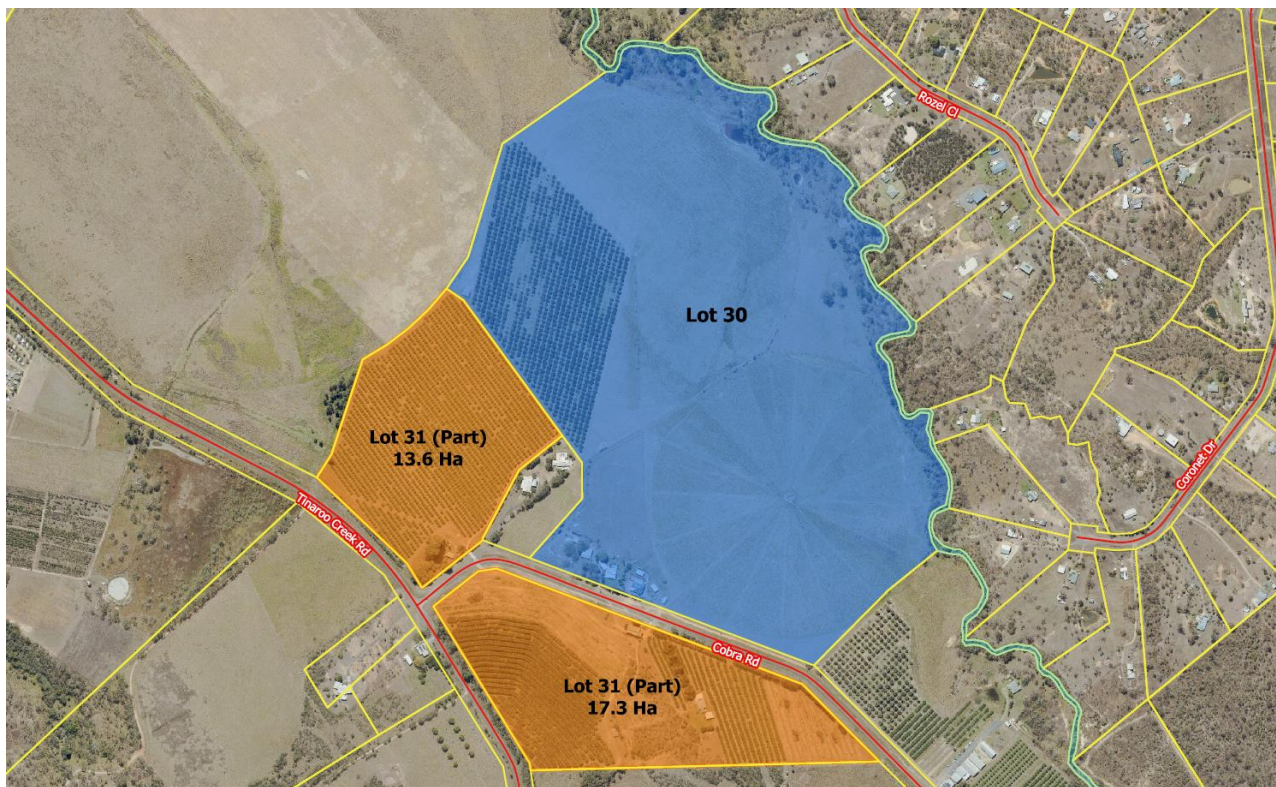 Rozel Cl
Lot 30
Lot 31 (Part)
13.6 Ha
Coronet Dr
Tinaroo Creek Rd
Cobra Rd
Lot 31 (Part)
17.3 Ha